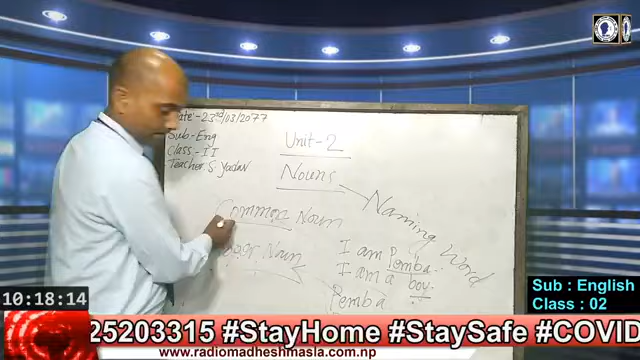 Date - 23rd/03/2077
Sub - Eng
Class - II
Teacher S Yadav
Unit-2
Nouns
Naming Word
Common Noun
Noun
I am Pemba.
I am a boy.
Pemba
Sub : English
Class : 02
10:18:14
25203315 #StayHome #StaySafe #COVID
www.radiomadheshmasla.com.np